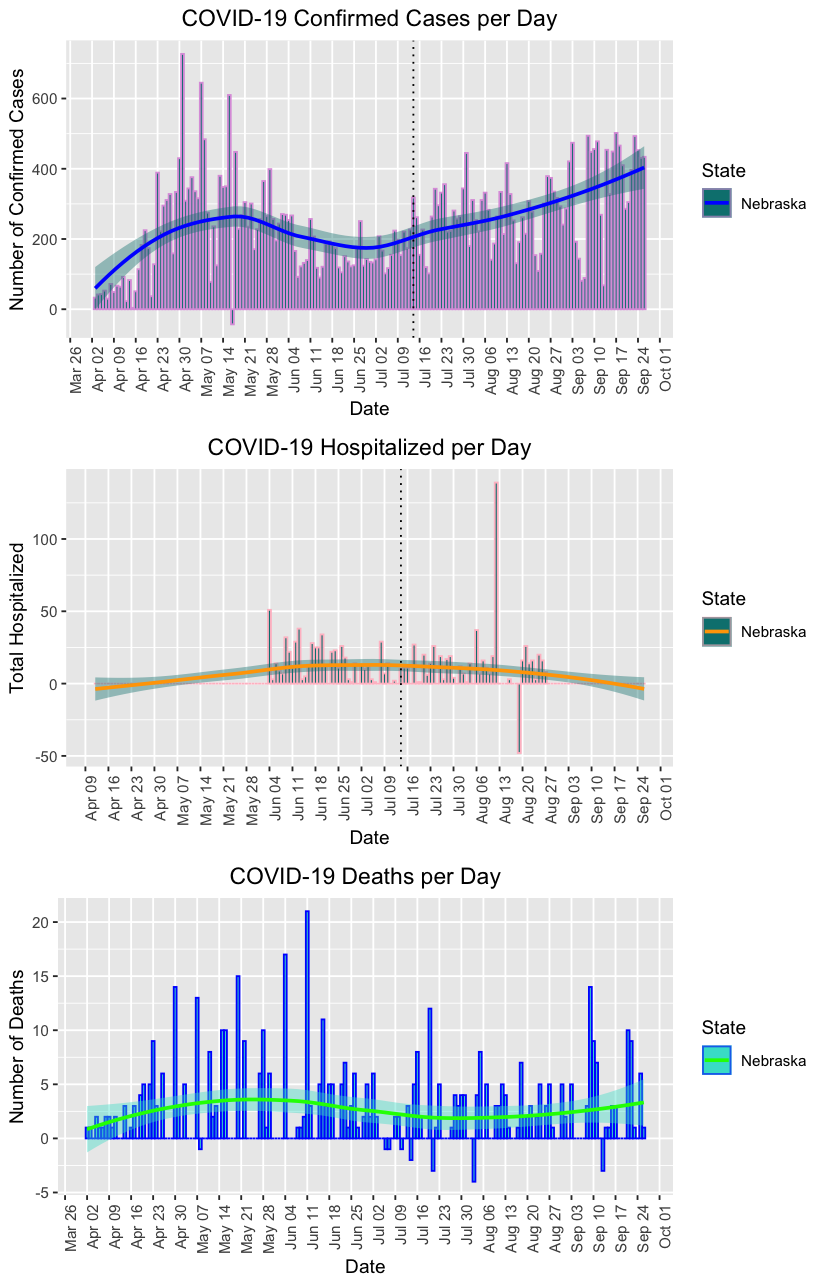 COVID-19 Confirmed Cases per Day
Number of Confirmed Cases
600
400
200
0
Mar 26
Apr 02
Apr 09
Apr 16
Apr 23
Apr 30
May 07
May 14
May 21
May 28
Jun 04
Jun 11
Jun 18
Jun 25
Jul 02
Jul 09
Jul 16
Jul 23
Jul 30
Aug 06
Aug 13
Aug 20
Aug 27
Sep 03
Sep 10
Sep 17
Sep 24
Oct 01
Date
State
Nebraska
COVID-19 Hospitalized per Day
Total Hospitalized
100
50
0
-50
Apr 09
Apr 16
Apr 23
Apr 30
May 07
May 14
May 21
May 28
Jun 04
Jun 11
Jun 18
Jun 25
Jul 02
Jul 09
Jul 16
Jul 23
Jul 30
Aug 06
Aug 13
Aug 20
Aug 27
Sep 03
Sep 10
Sep 17
Sep 24
Oct 01
Date
State
Nebraska
COVID-19 Deaths per Day
Number of Deaths
20
15
10
5
0
-5
Mar 26
Apr 02
Apr 09
Apr 16
Apr 23
Apr 30
May 07
May 14
May 21
May 28
Jun 04
Jun 11
Jun 18
Jun 25
Jul 02
Jul 09
Jul 16
Jul 23
Jul 30
Aug 06
Aug 13
Aug 20
Aug 27
Sep 03
Sep 10
Sep 17
Sep 24
Oct 01
Date
State
Nebraska